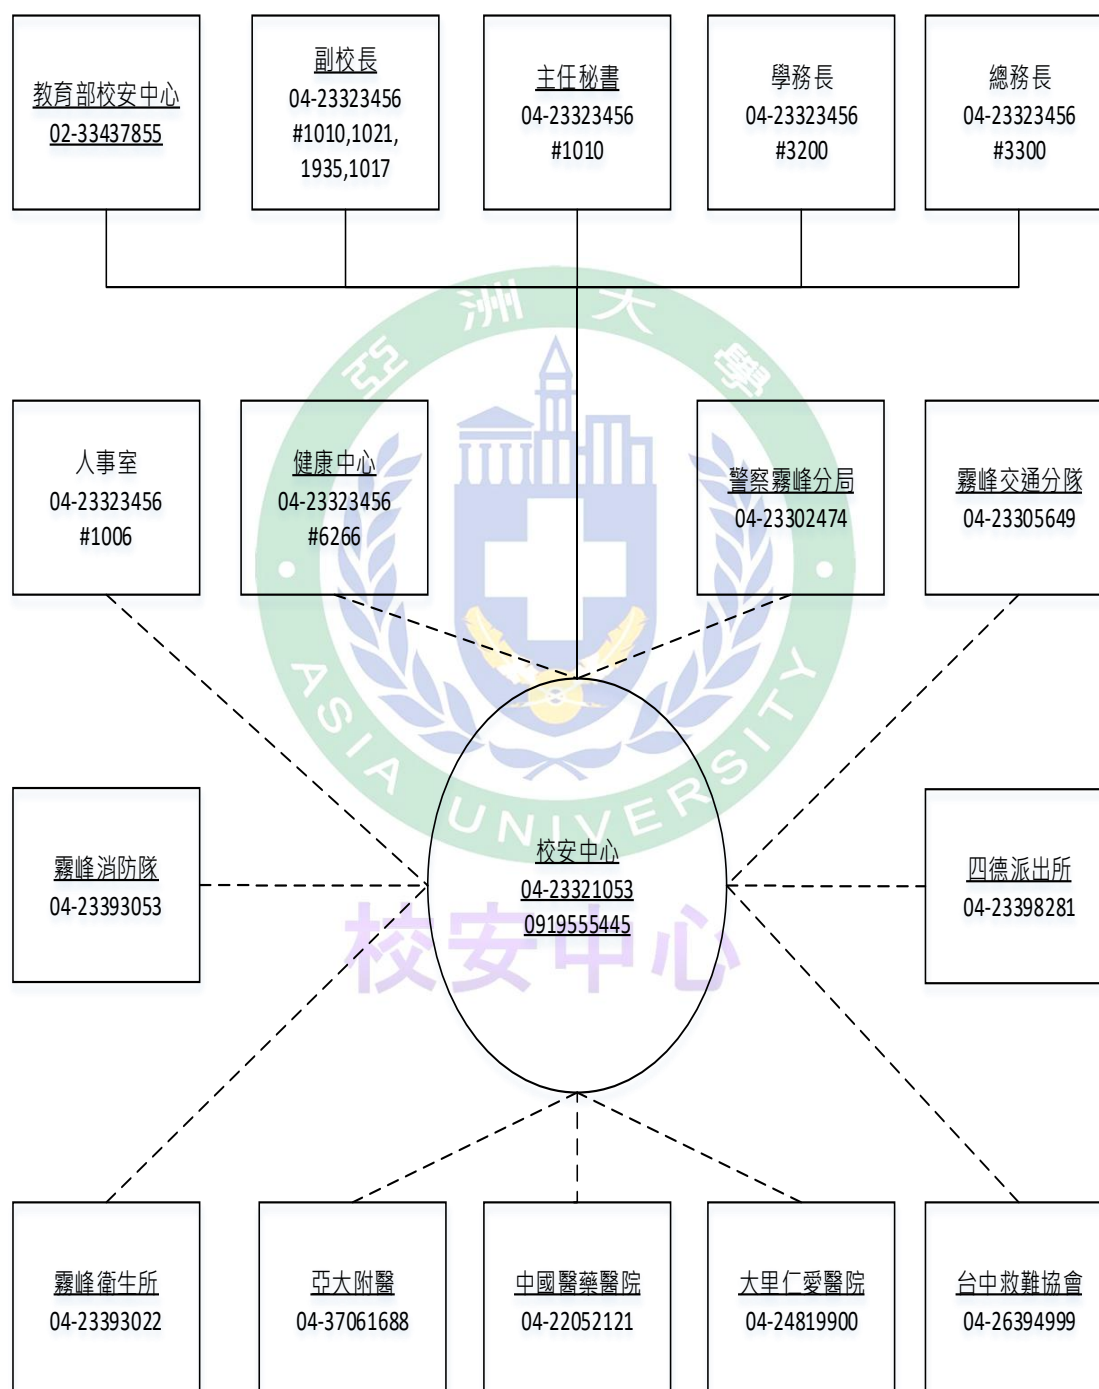 教育部校安中心
02-33437855
副校長
04-23323456
#1010,1021,
1935,1017
主任秘書
04-23323456
#1010
學務長
04-23323456
#3200
總務長
04-23323456
#3300
亞洲大學
人事室
04-23323456
#1006
健康中心
04-23323456
#6266
警察霧峰分局
04-23302474
霧峰交通分隊
04-23305649
ASIA UNIVERSITY
霧峰消防隊
04-23393053
校安中心
04-23321053
0919555445
四德派出所
04-23398281
校安中心
霧峰衛生所
04-23393022
亞大附醫
04-37061688
中國醫藥醫院
04-22052121
大里仁愛醫院
04-24819900
台中救難協會
04-26394999